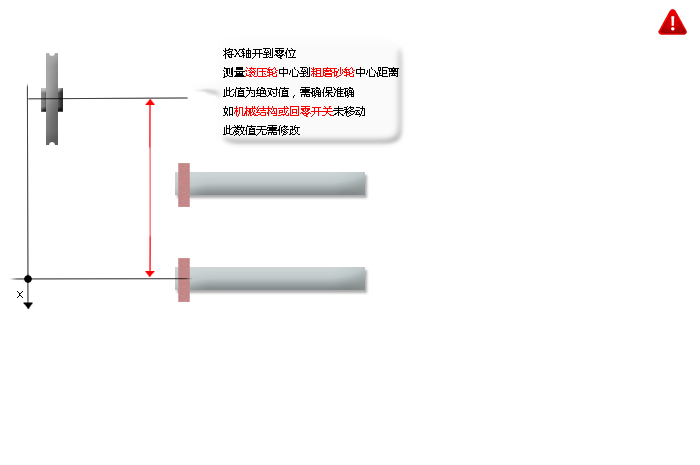 将X轴开到零位
测量滚压轮中心到粗磨砂轮中心距离
此值为绝对值，需确保准确
如机械结构或回零开关未移动
此数值无需修改
X